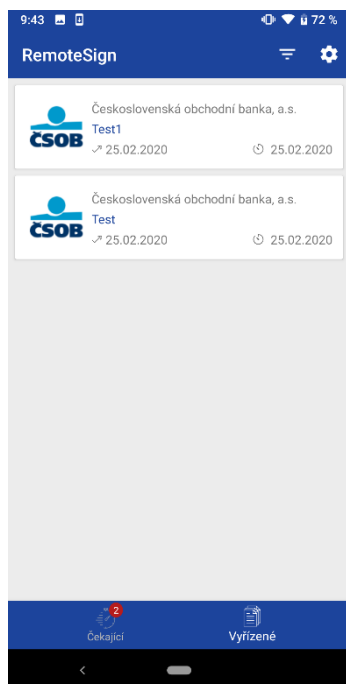 9:43 72 %
RemoteSign
Československá obchodní banka, a.s.
Test1
ČSOB
25.02.2020 25.02.2020
Československá obchodní banka, a.s.
Test
ČSOB
25.02.2020 25.02.2020
2
Čekající Vyřízené